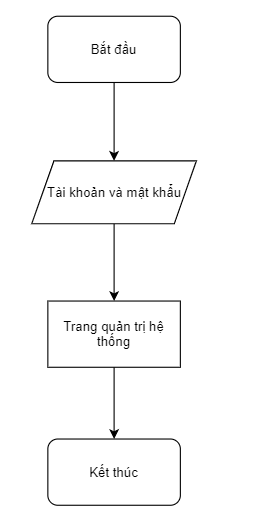 Bắt đầu
Tài khoản và mật khẩu
Trang quản trị hệ
thống
Kết thúc